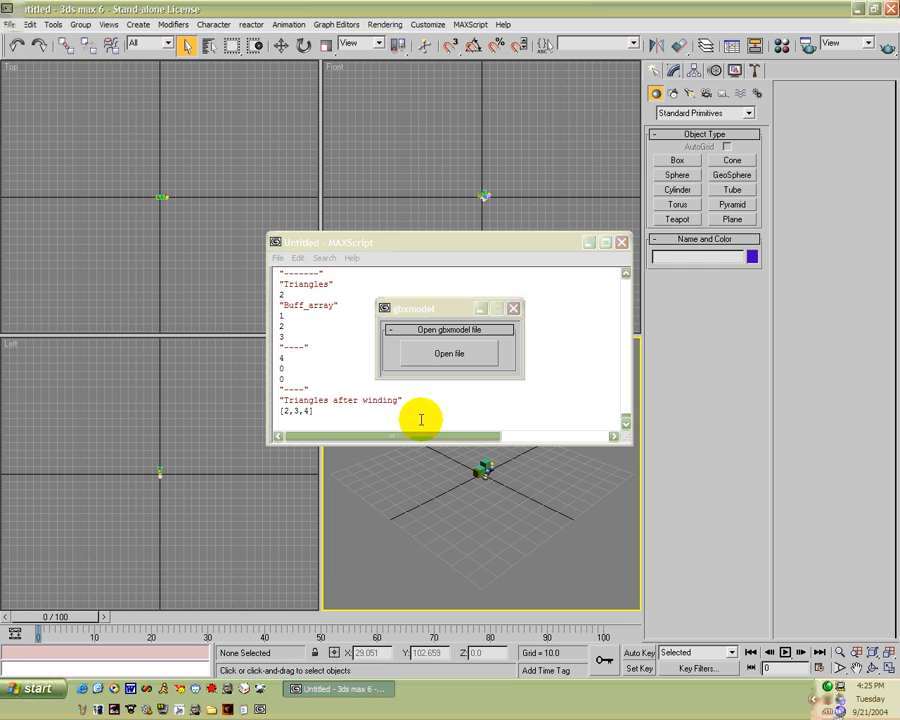 Untitled - 3ds max 6 - Stand-alone License
File Edit Tools Group Views Create Modifiers Character reactor Animation Graph Editors Rendering Customize MAXScript Help
All View View
Top Front
Standard Primitives
- Object Type
AutoGrid
Box Cone
Sphere GeoSphere
Cylinder Tube
Torus Pyramid
Teapot Plane
- Name and Color
Untitled - MAXScript
File Edit Search Help
"-------"
"Triangles"
2
"Buff_array"
1
2
3
"----"
4
0
0
"----"
"Triangles after winding"
[2,3,4]
gbxmodel
- Open gbxmodel file
Open file
Left
0 / 100
0 10 20 30 40 50 60 70 80 90 100
None Selected X: 29.051 Y: 102.659 Z: 0.0 Grid = 10.0 Auto Key Selected
Click or click-and-drag to select objects Add Time Tag Set Key Key Filters... 0
start Untitled - 3ds max 6 -...
4:25 PM
Tuesday
9/21/2004